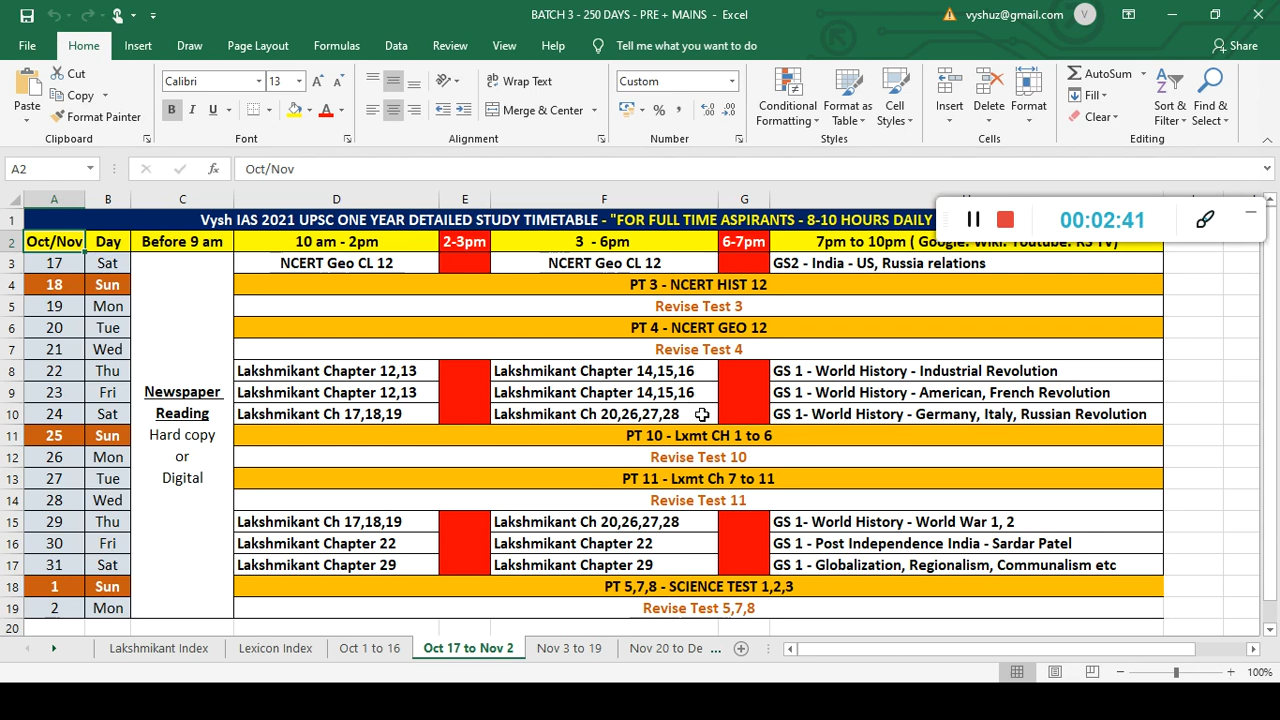 BATCH 3 - 250 DAYS - PRE + MAINS - Excel
vyshuz@gmail.com V
File Home Insert Draw Page Layout Formulas Data Review View Help Tell me what you want to do Share
Paste Cut Copy Format Painter Clipboard
Calibri 13 A A B I U A Font
Wrap Text Merge & Center Alignment
Custom % , Number
Conditional Formatting Format as Table Cell Styles Styles
Insert Delete Format Cells
AutoSum Fill Clear Sort & Filter Find & Select Editing
A2 fx Oct/Nov
A B C D E F G
1 Vysh IAS 2021 UPSC ONE YEAR DETAILED STUDY TIMETABLE - "FOR FULL TIME ASPIRANTS - 8-10 HOURS DAILY
00:02:41
2 Oct/Nov Day Before 9 am 10 am - 2pm 2-3pm 3 - 6pm 6-7pm 7pm to 10pm ( Google. Wiki. Youtube. RS TV)
3 17 Sat NCERT Geo CL 12 NCERT Geo CL 12 GS2 - India - US, Russia relations
4 18 Sun PT 3 - NCERT HIST 12
5 19 Mon Revise Test 3
6 20 Tue PT 4 - NCERT GEO 12
7 21 Wed Revise Test 4
8 22 Thu Lakshmikant Chapter 12,13 Lakshmikant Chapter 14,15,16 GS 1 - World History - Industrial Revolution
9 23 Fri Newspaper Lakshmikant Chapter 12,13 Lakshmikant Chapter 14,15,16 GS 1 - World History - American, French Revolution
10 24 Sat Reading Lakshmikant Ch 17,18,19 Lakshmikant Ch 20,26,27,28 GS 1- World History - Germany, Italy, Russian Revolution
11 25 Sun Hard copy PT 10 - Lxmt CH 1 to 6
12 26 Mon or Revise Test 10
13 27 Tue Digital PT 11 - Lxmt Ch 7 to 11
14 28 Wed Revise Test 11
15 29 Thu Lakshmikant Ch 17,18,19 Lakshmikant Ch 20,26,27,28 GS 1- World History - World War 1, 2
16 30 Fri Lakshmikant Chapter 22 Lakshmikant Chapter 22 GS 1 - Post Independence India - Sardar Patel
17 31 Sat Lakshmikant Chapter 29 Lakshmikant Chapter 29 GS 1 - Globalization, Regionalism, Communalism etc
18 1 Sun PT 5,7,8 - SCIENCE TEST 1,2,3
19 2 Mon Revise Test 5,7,8
20
Lakshmikant Index Lexicon Index Oct 1 to 16 Oct 17 to Nov 2 Nov 3 to 19 Nov 20 to De ...
100%